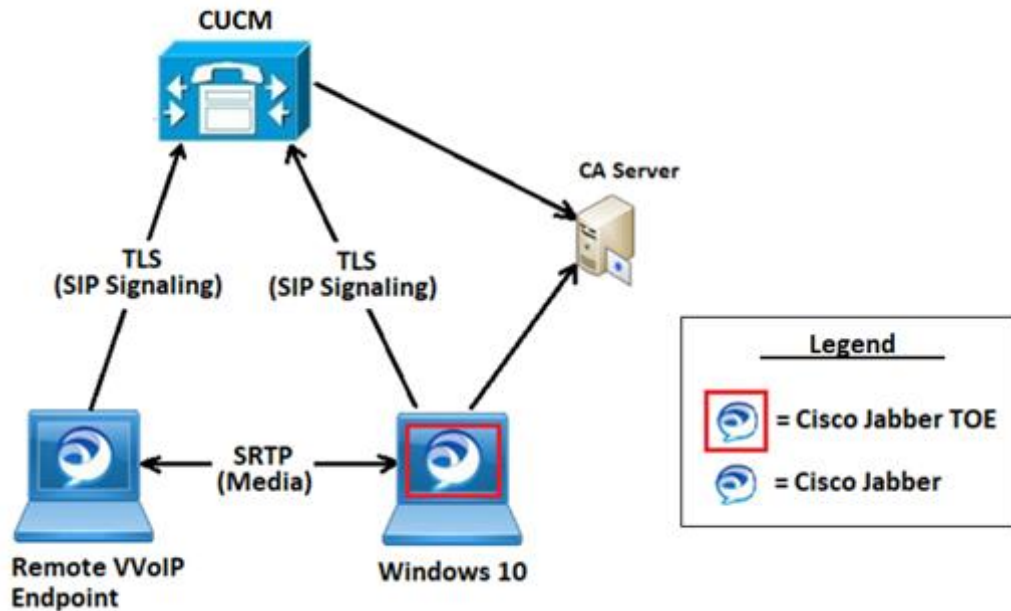 CUCM
CA Server
TLS
(SIP Signaling)
TLS
(SIP Signaling)
SRTP
(Media)
Remote VVoIP
Endpoint
Windows 10
Legend
= Cisco Jabber TOE
= Cisco Jabber